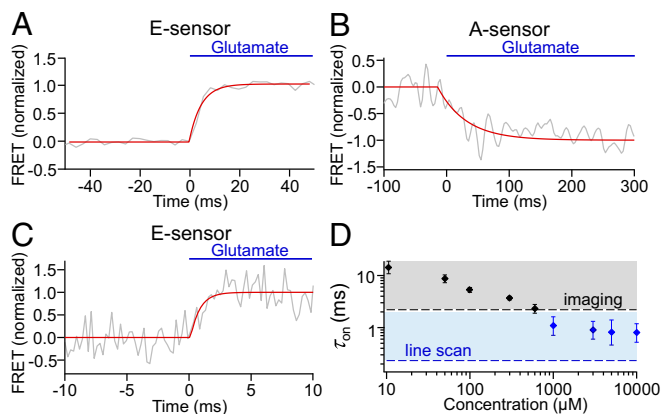 A
E-sensor
Glutamate
FRET (normalized)
1.5
1.0
0.5
0.0
-0.5
-40 -20 0 20 40
Time (ms)
B
A-sensor
Glutamate
FRET (normalized)
0.5
0.0
-0.5
-1.0
-1.5
-100 0 100 200 300
Time (ms)
C
E-sensor
Glutamate
FRET (normalized)
1.5
1.0
0.5
0.0
-0.5
-10 -5 0 5 10
Time (ms)
D
τon (ms)
10
1
imaging
line scan
10 100 1000 10000
Concentration (µM)